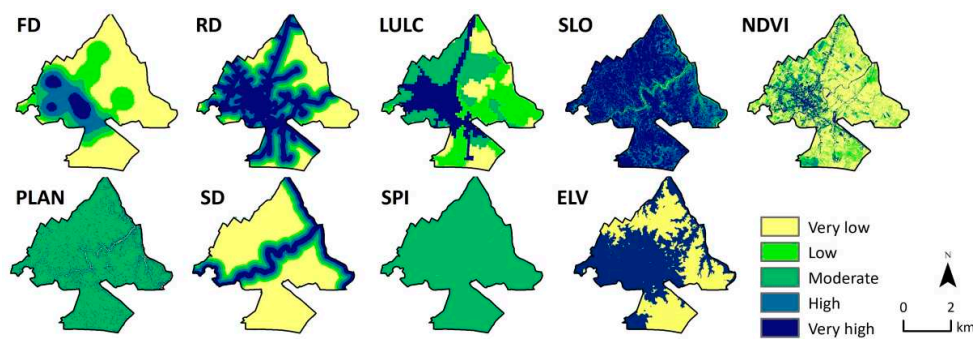 FD
RD
LULC
SLO
NDVI
PLAN
SD
SPI
ELV
Very low
Low
Moderate
High
Very high
N
0 2
km